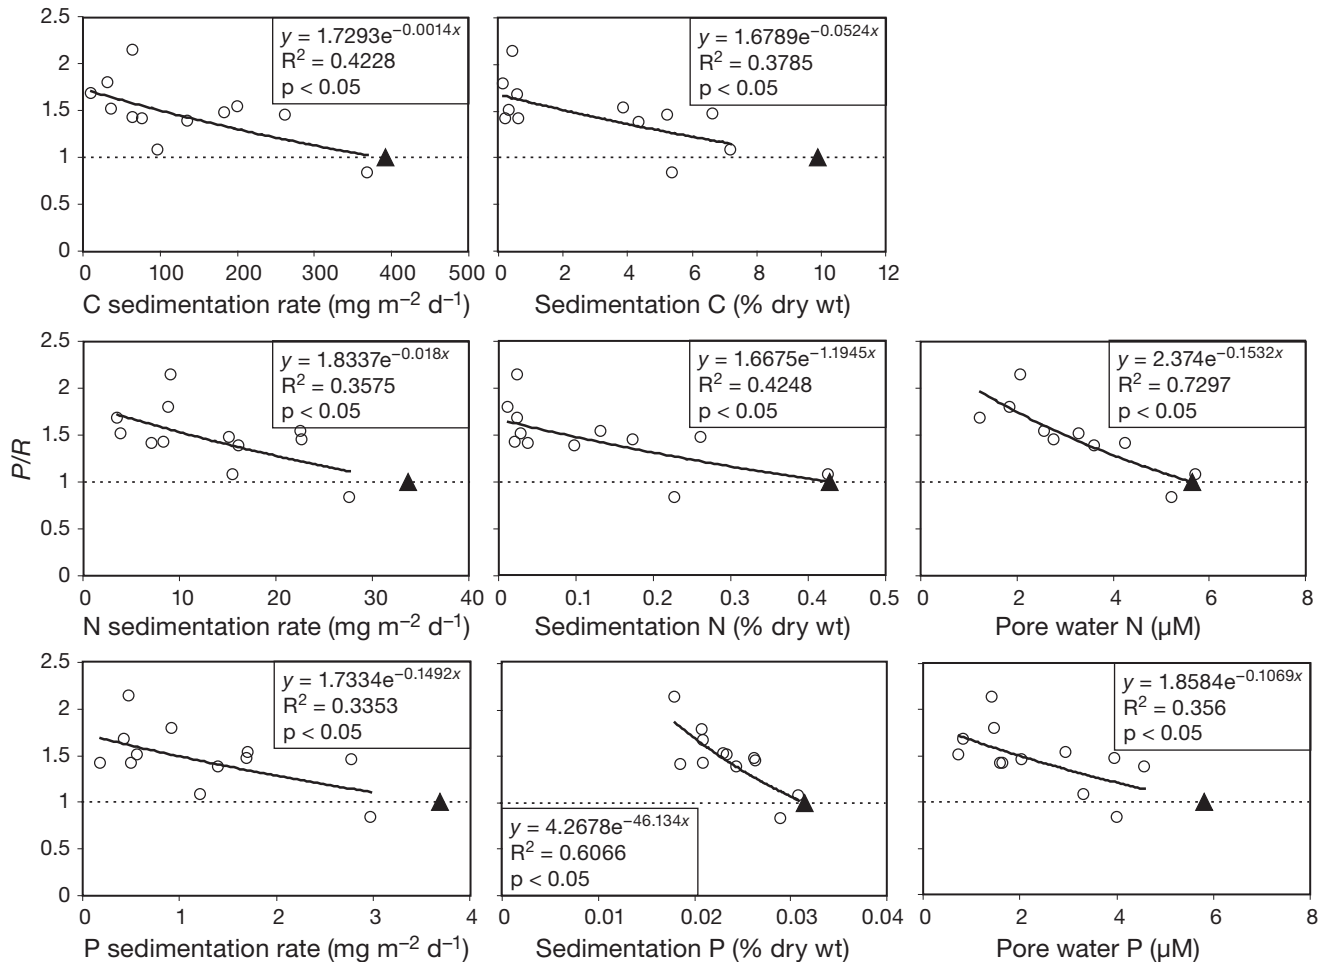 2.5
2
1.5
1
0.5
0
y = 1.7293e^−0.0014x
R² = 0.4228
p < 0.05
0 100 200 300 400 500
C sedimentation rate (mg m⁻² d⁻¹)
y = 1.6789e^−0.0524x
R² = 0.3785
p < 0.05
0 2 4 6 8 10 12
Sedimentation C (% dry wt)
P/R
2.5
2
1.5
1
0.5
0
y = 1.8337e^−0.018x
R² = 0.3575
p < 0.05
0 10 20 30 40
N sedimentation rate (mg m⁻² d⁻¹)
y = 1.6675e^−1.1945x
R² = 0.4248
p < 0.05
0 0.1 0.2 0.3 0.4 0.5
Sedimentation N (% dry wt)
y = 2.374e^−0.1532x
R² = 0.7297
p < 0.05
0 2 4 6 8
Pore water N (µM)
2.5
2
1.5
1
0.5
0
y = 1.7334e^−0.1492x
R² = 0.3353
p < 0.05
0 1 2 3 4
P sedimentation rate (mg m⁻² d⁻¹)
y = 4.2678e^−46.134x
R² = 0.6066
p < 0.05
0 0.01 0.02 0.03 0.04
Sedimentation P (% dry wt)
y = 1.8584e^−0.1069x
R² = 0.356
p < 0.05
0 2 4 6 8
Pore water P (µM)